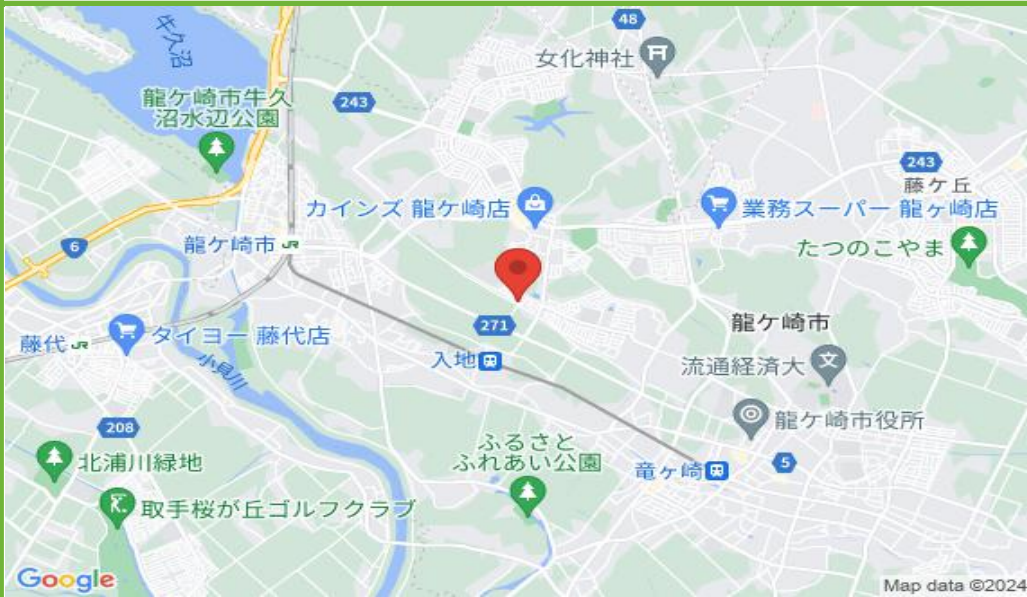 48
牛久沼
女化神社
龍ケ崎市牛久
沼水辺公園
243
243
藤ケ丘
カインズ 龍ケ崎店
業務スーパー 龍ヶ崎店
6
龍ケ崎市 JR
たつのこやま
271
龍ケ崎市
藤代 JR
タイヨー 藤代店
入地
流通経済大
文
小貝川
龍ケ崎市役所
208
ふるさと
ふれあい公園
北浦川緑地
竜ヶ崎
5
取手桜が丘ゴルフクラブ
Google
Map data ©2024